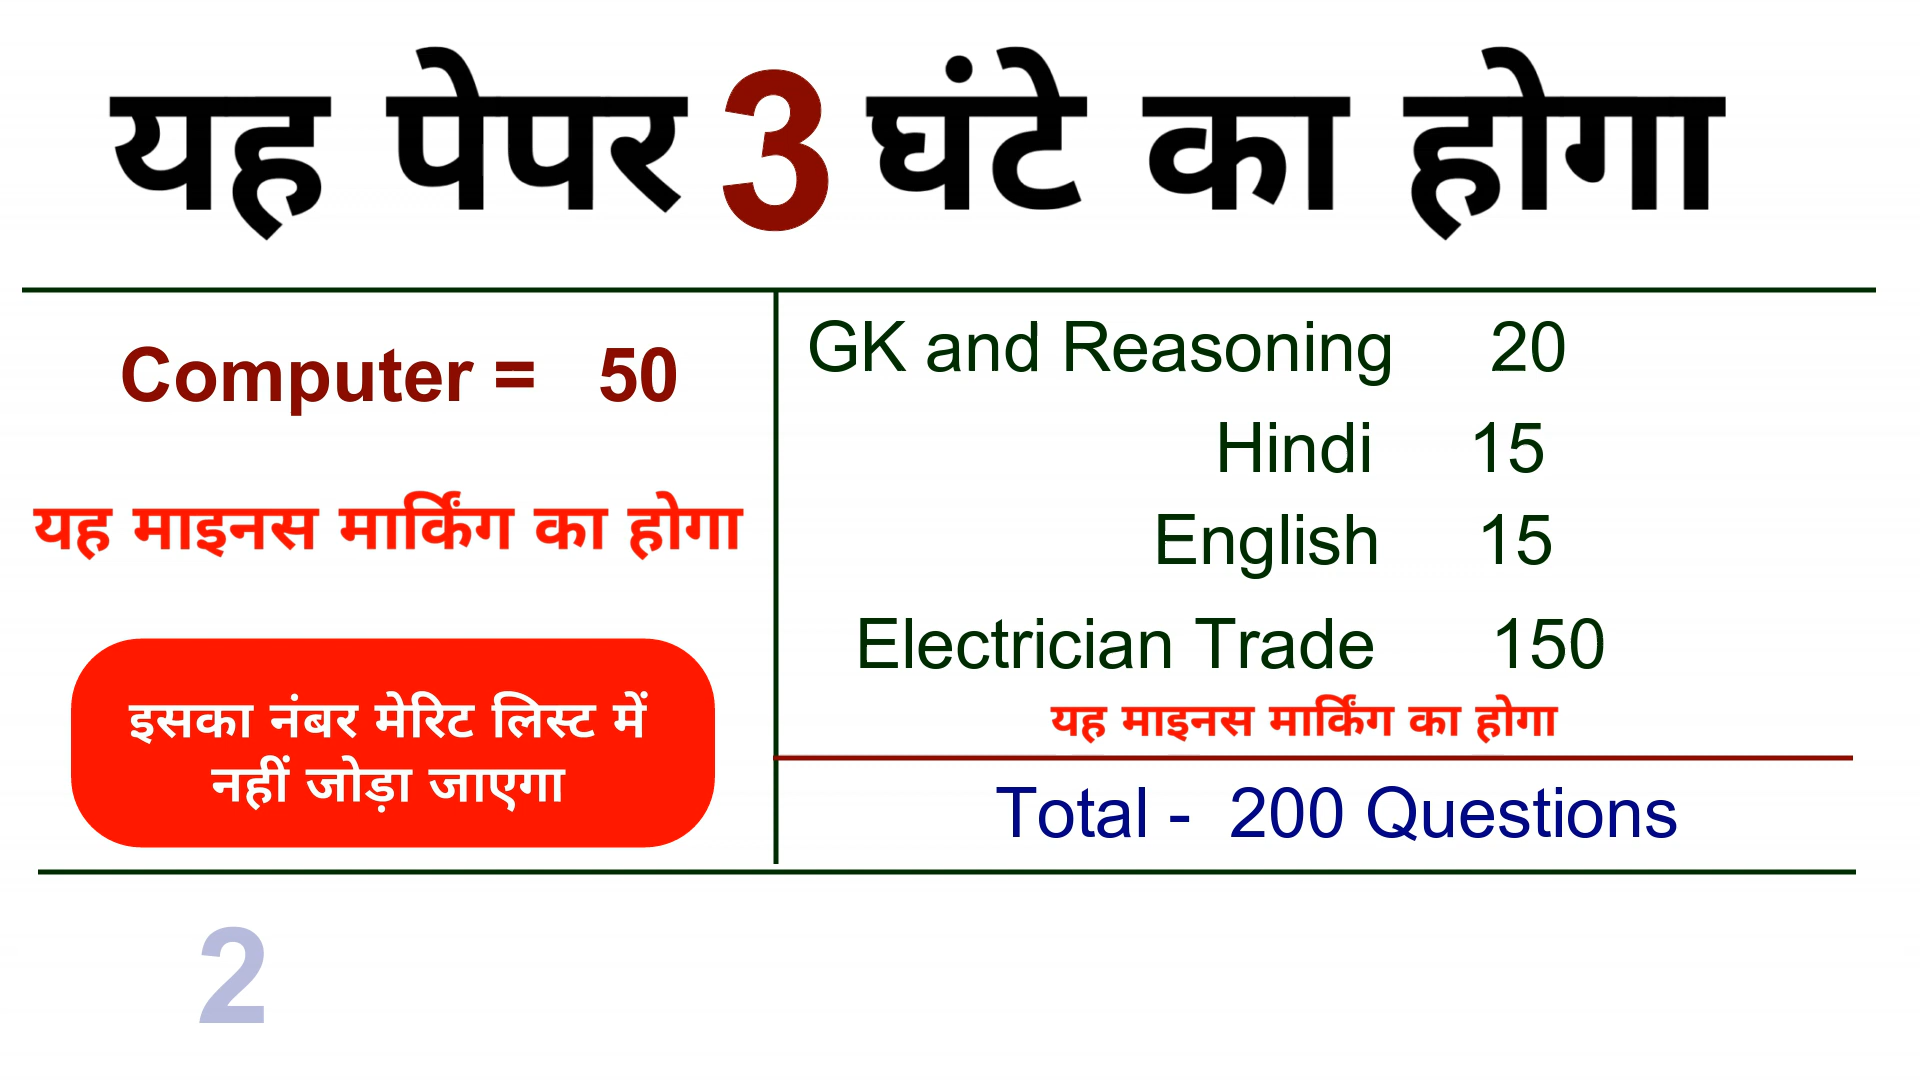 यह पेपर 3 घंटे का होगा
Computer = 50
यह माइनस मार्किंग का होगा
इसका नंबर मेरिट लिस्ट में
नहीं जोड़ा जाएगा
GK and Reasoning 20
Hindi 15
English 15
Electrician Trade 150
यह माइनस मार्किंग का होगा
Total - 200 Questions
2